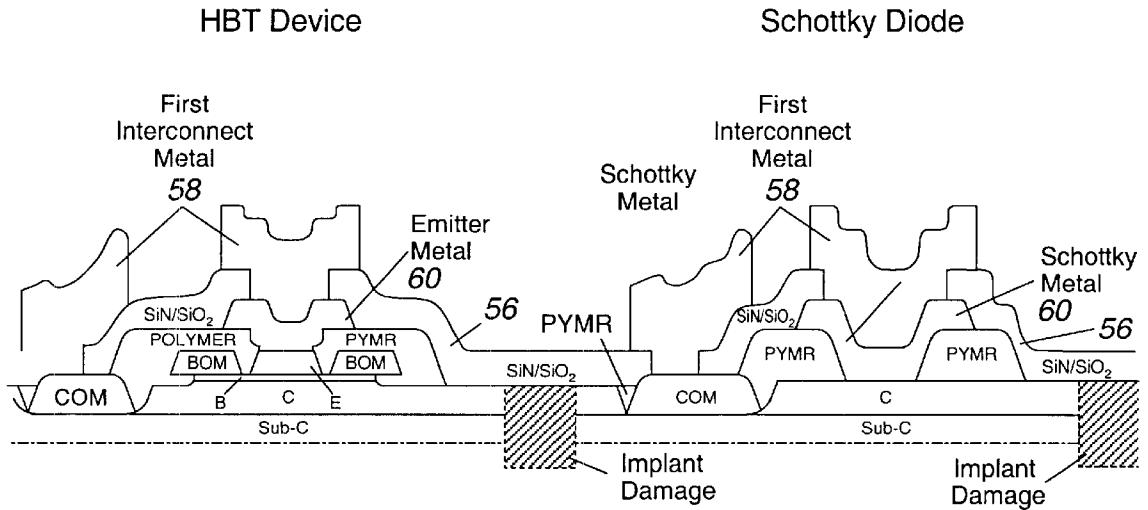 HBT Device
Schottky Diode
First
Interconnect
Metal
58
Emitter
Metal
60
56
First
Interconnect
Metal
58
Schottky
Metal
Schottky
Metal
60
56
SiN/SiO2
POLYMER
PYMR
BOM
BOM
COM
B
C
E
SiN/SiO2
Sub-C
Implant
Damage
PYMR
SiN/SiO2
PYMR
PYMR
SiN/SiO2
COM
C
Sub-C
Implant
Damage